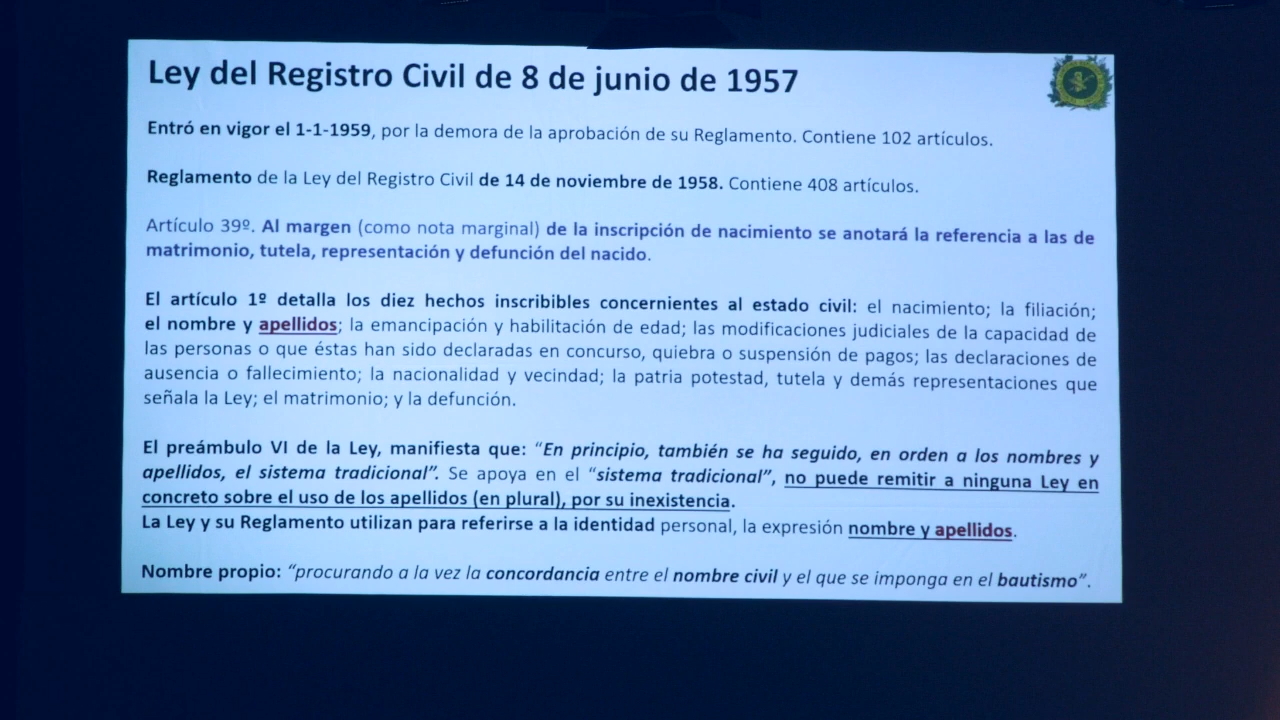 Ley del Registro Civil de 8 de junio de 1957
Entró en vigor el 1-1-1959, por la demora de la aprobación de su Reglamento. Contiene 102 artículos.
Reglamento de la Ley del Registro Civil de 14 de noviembre de 1958. Contiene 408 artículos.
Artículo 39º. Al margen (como nota marginal) de la inscripción de nacimiento se anotará la referencia a las de
matrimonio, tutela, representación y defunción del nacido.
El artículo 1º detalla los diez hechos inscribibles concernientes al estado civil: el nacimiento; la filiación;
el nombre y apellidos; la emancipación y habilitación de edad; las modificaciones judiciales de la capacidad de
las personas o que éstas han sido declaradas en concurso, quiebra o suspensión de pagos; las declaraciones de
ausencia o fallecimiento; la nacionalidad y vecindad; la patria potestad, tutela y demás representaciones que
señala la Ley; el matrimonio; y la defunción.
El preámbulo VI de la Ley, manifiesta que: “En principio, también se ha seguido, en orden a los nombres y
apellidos, el sistema tradicional”. Se apoya en el “sistema tradicional”, no puede remitir a ninguna Ley en
concreto sobre el uso de los apellidos (en plural), por su inexistencia.
La Ley y su Reglamento utilizan para referirse a la identidad personal, la expresión nombre y apellidos.
Nombre propio: “procurando a la vez la concordancia entre el nombre civil y el que se imponga en el bautismo”.